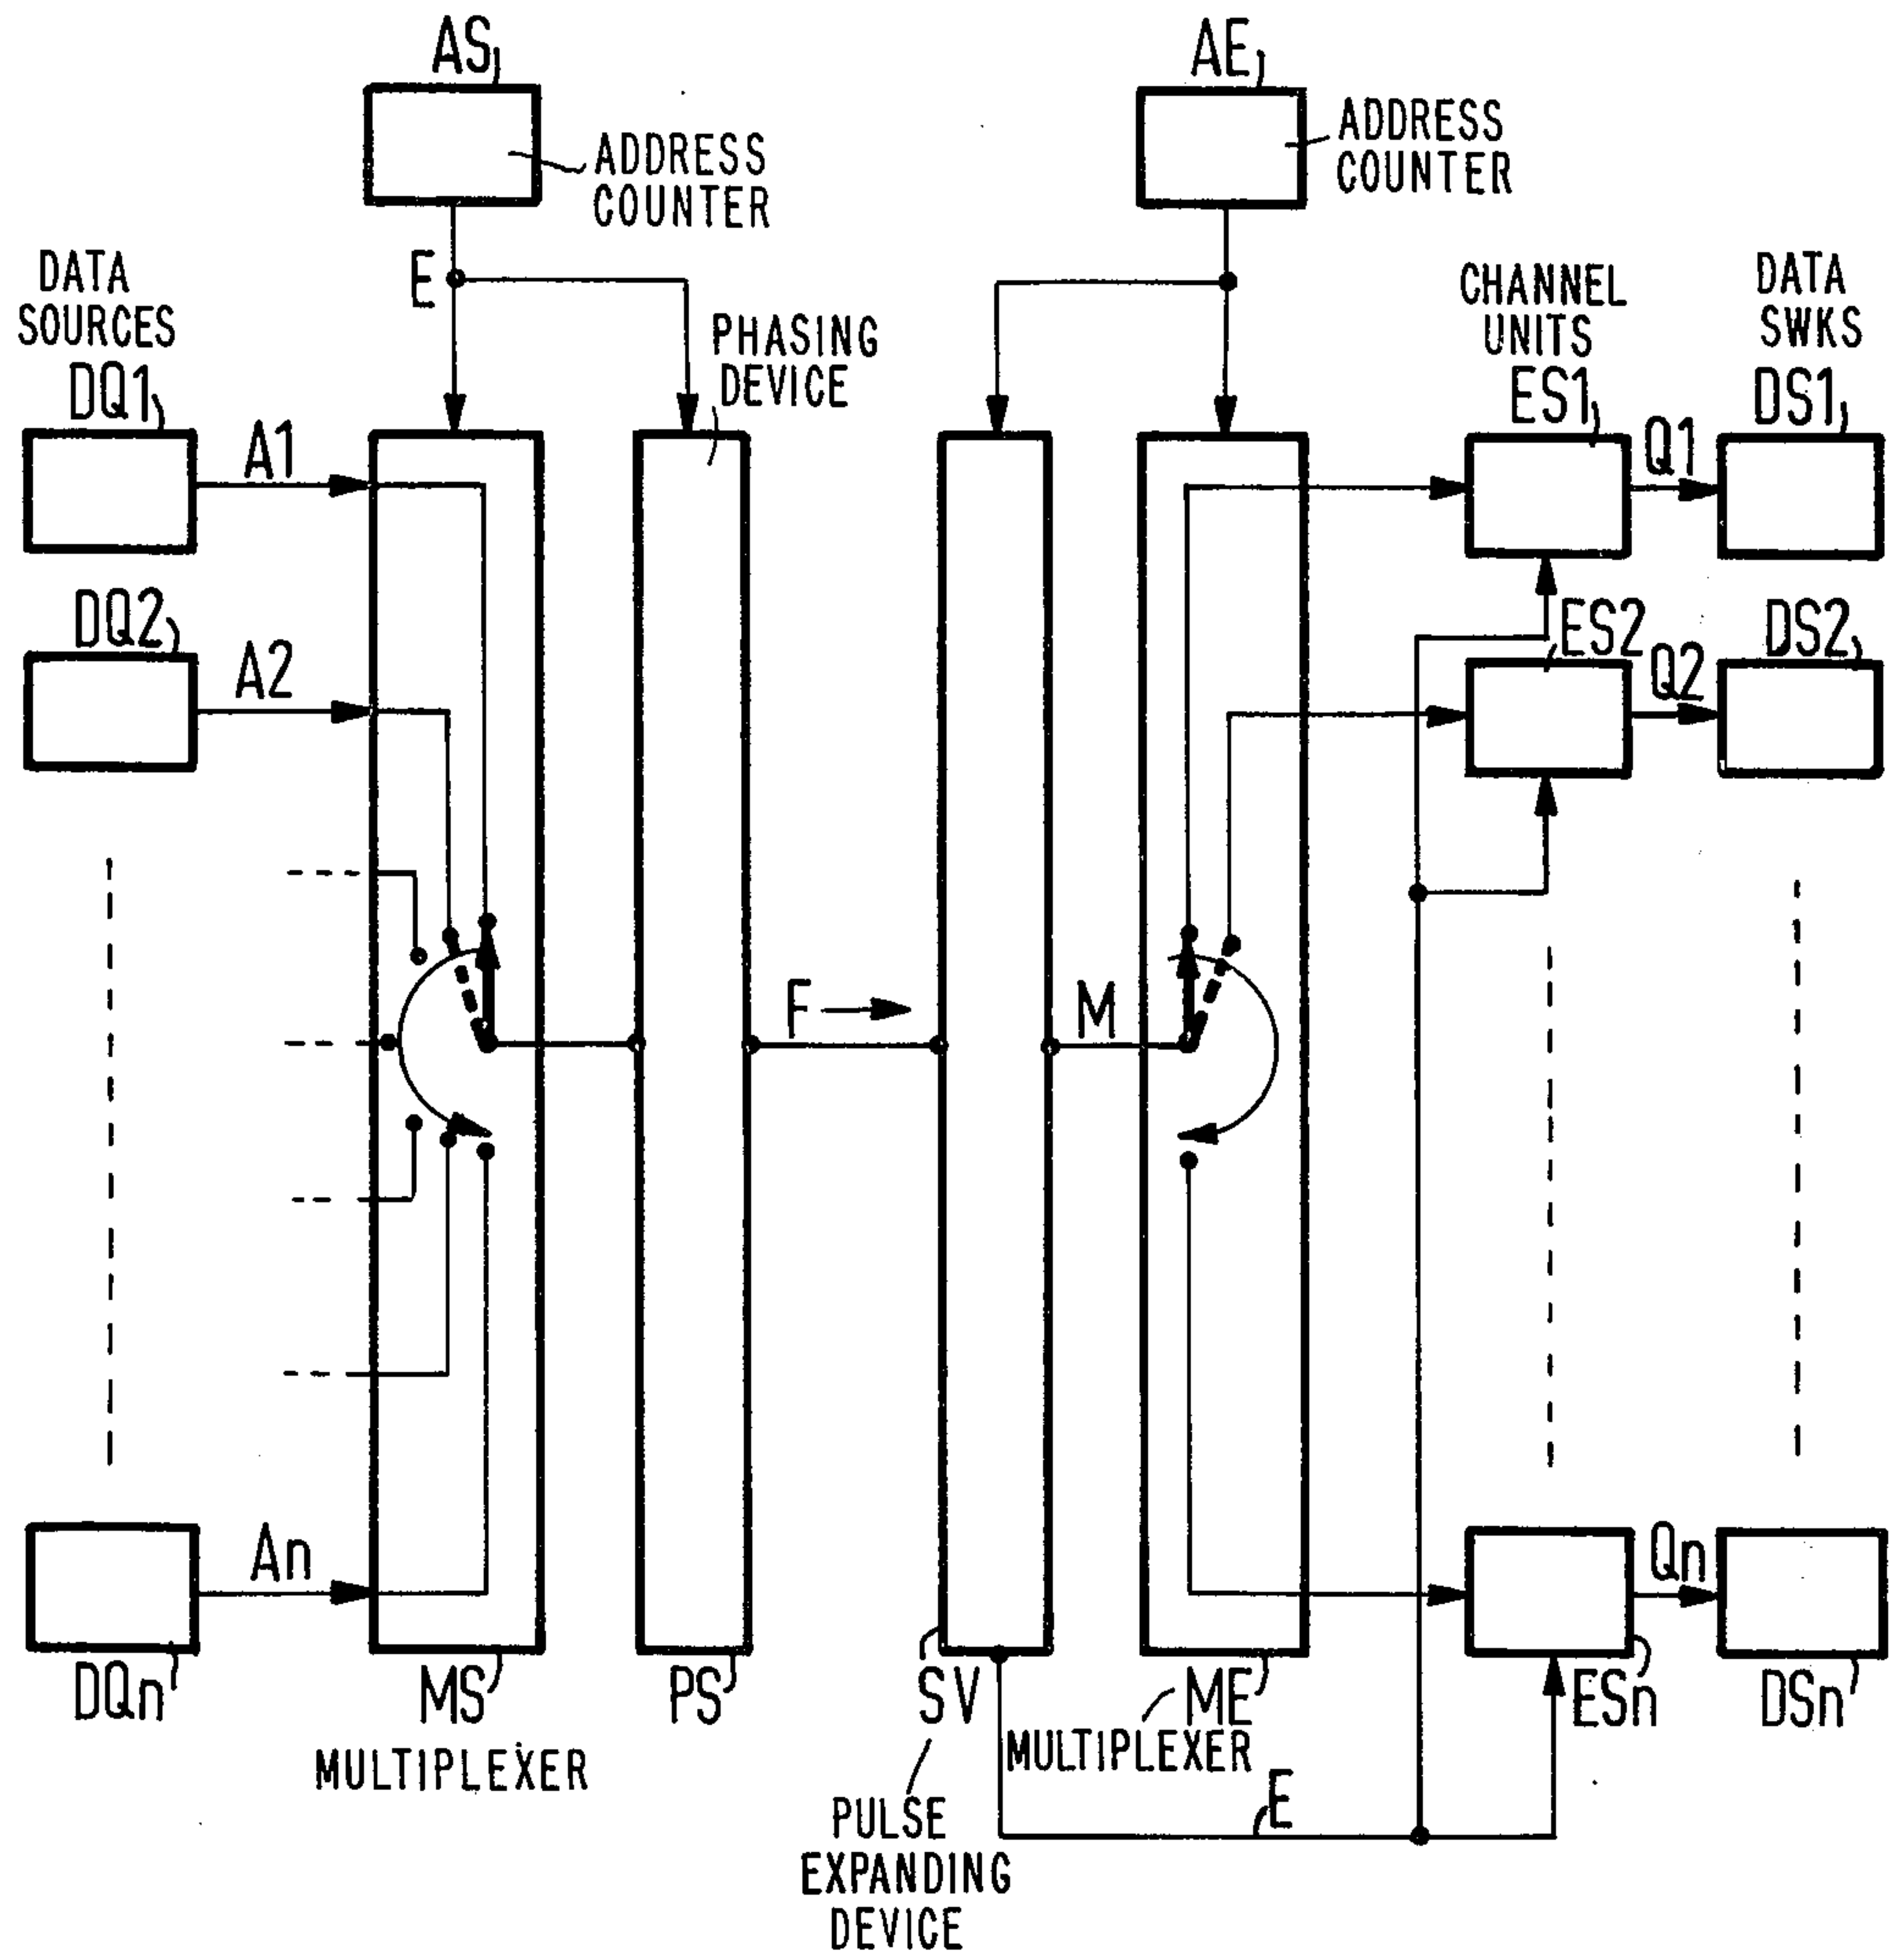 AS
AE
ADDRESS
COUNTER
ADDRESS
COUNTER
E
DATA
SOURCES
DQ1
PHASING
DEVICE
CHANNEL
UNITS
ES1
DATA
SWKS
DS1
A1
Q1
DQ2
A2
ES2
Q2
DS2
F
M
An
Qn
DQn
MS
PS
SV
ME
ESn
DSn
MULTIPLEXER
MULTIPLEXER
E
PULSE
EXPANDING
DEVICE